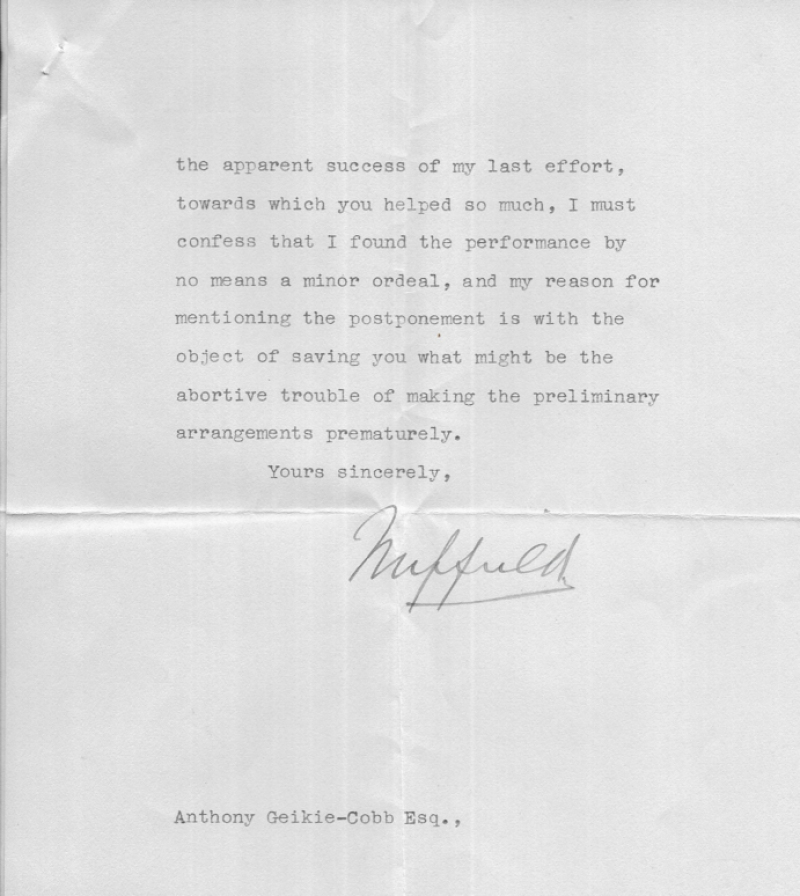 the apparent success of my last effort,
towards which you helped so much, I must
confess that I found the performance by
no means a minor ordeal, and my reason for
mentioning the postponement is with the
object of saving you what might be the
abortive trouble of making the preliminary
arrangements prematurely.
Yours sincerely,
Nuffield
Anthony Geikie-Cobb Esq.,